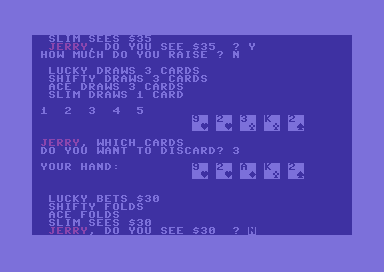 SLIM SEES $35
JERRY, DO YOU SEE $35 ? Y
HOW MUCH DO YOU RAISE ? N
LUCKY DRAWS 3 CARDS
SHIFTY DRAWS 3 CARDS
ACE DRAWS 3 CARDS
SLIM DRAWS 1 CARD
1 2 3 4 5
9 2 3 K 2
JERRY, WHICH CARDS
DO YOU WANT TO DISCARD? 3
YOUR HAND: 9 2 A K 2
LUCKY BETS $30
SHIFTY FOLDS
ACE FOLDS
SLIM SEES $30
JERRY, DO YOU SEE $30 ? N